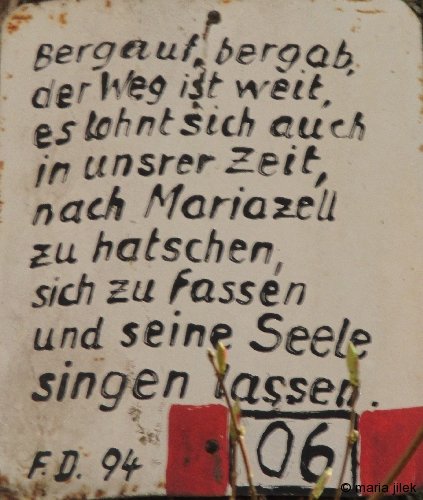 Bergauf, bergab,
der Weg ist weit,
es lohnt sich auch
in unsrer Zeit,
nach Mariazell
zu hatschen,
sich zu fassen
und seine Seele
singen lassen.
F.D. 94
06
© maria jilek